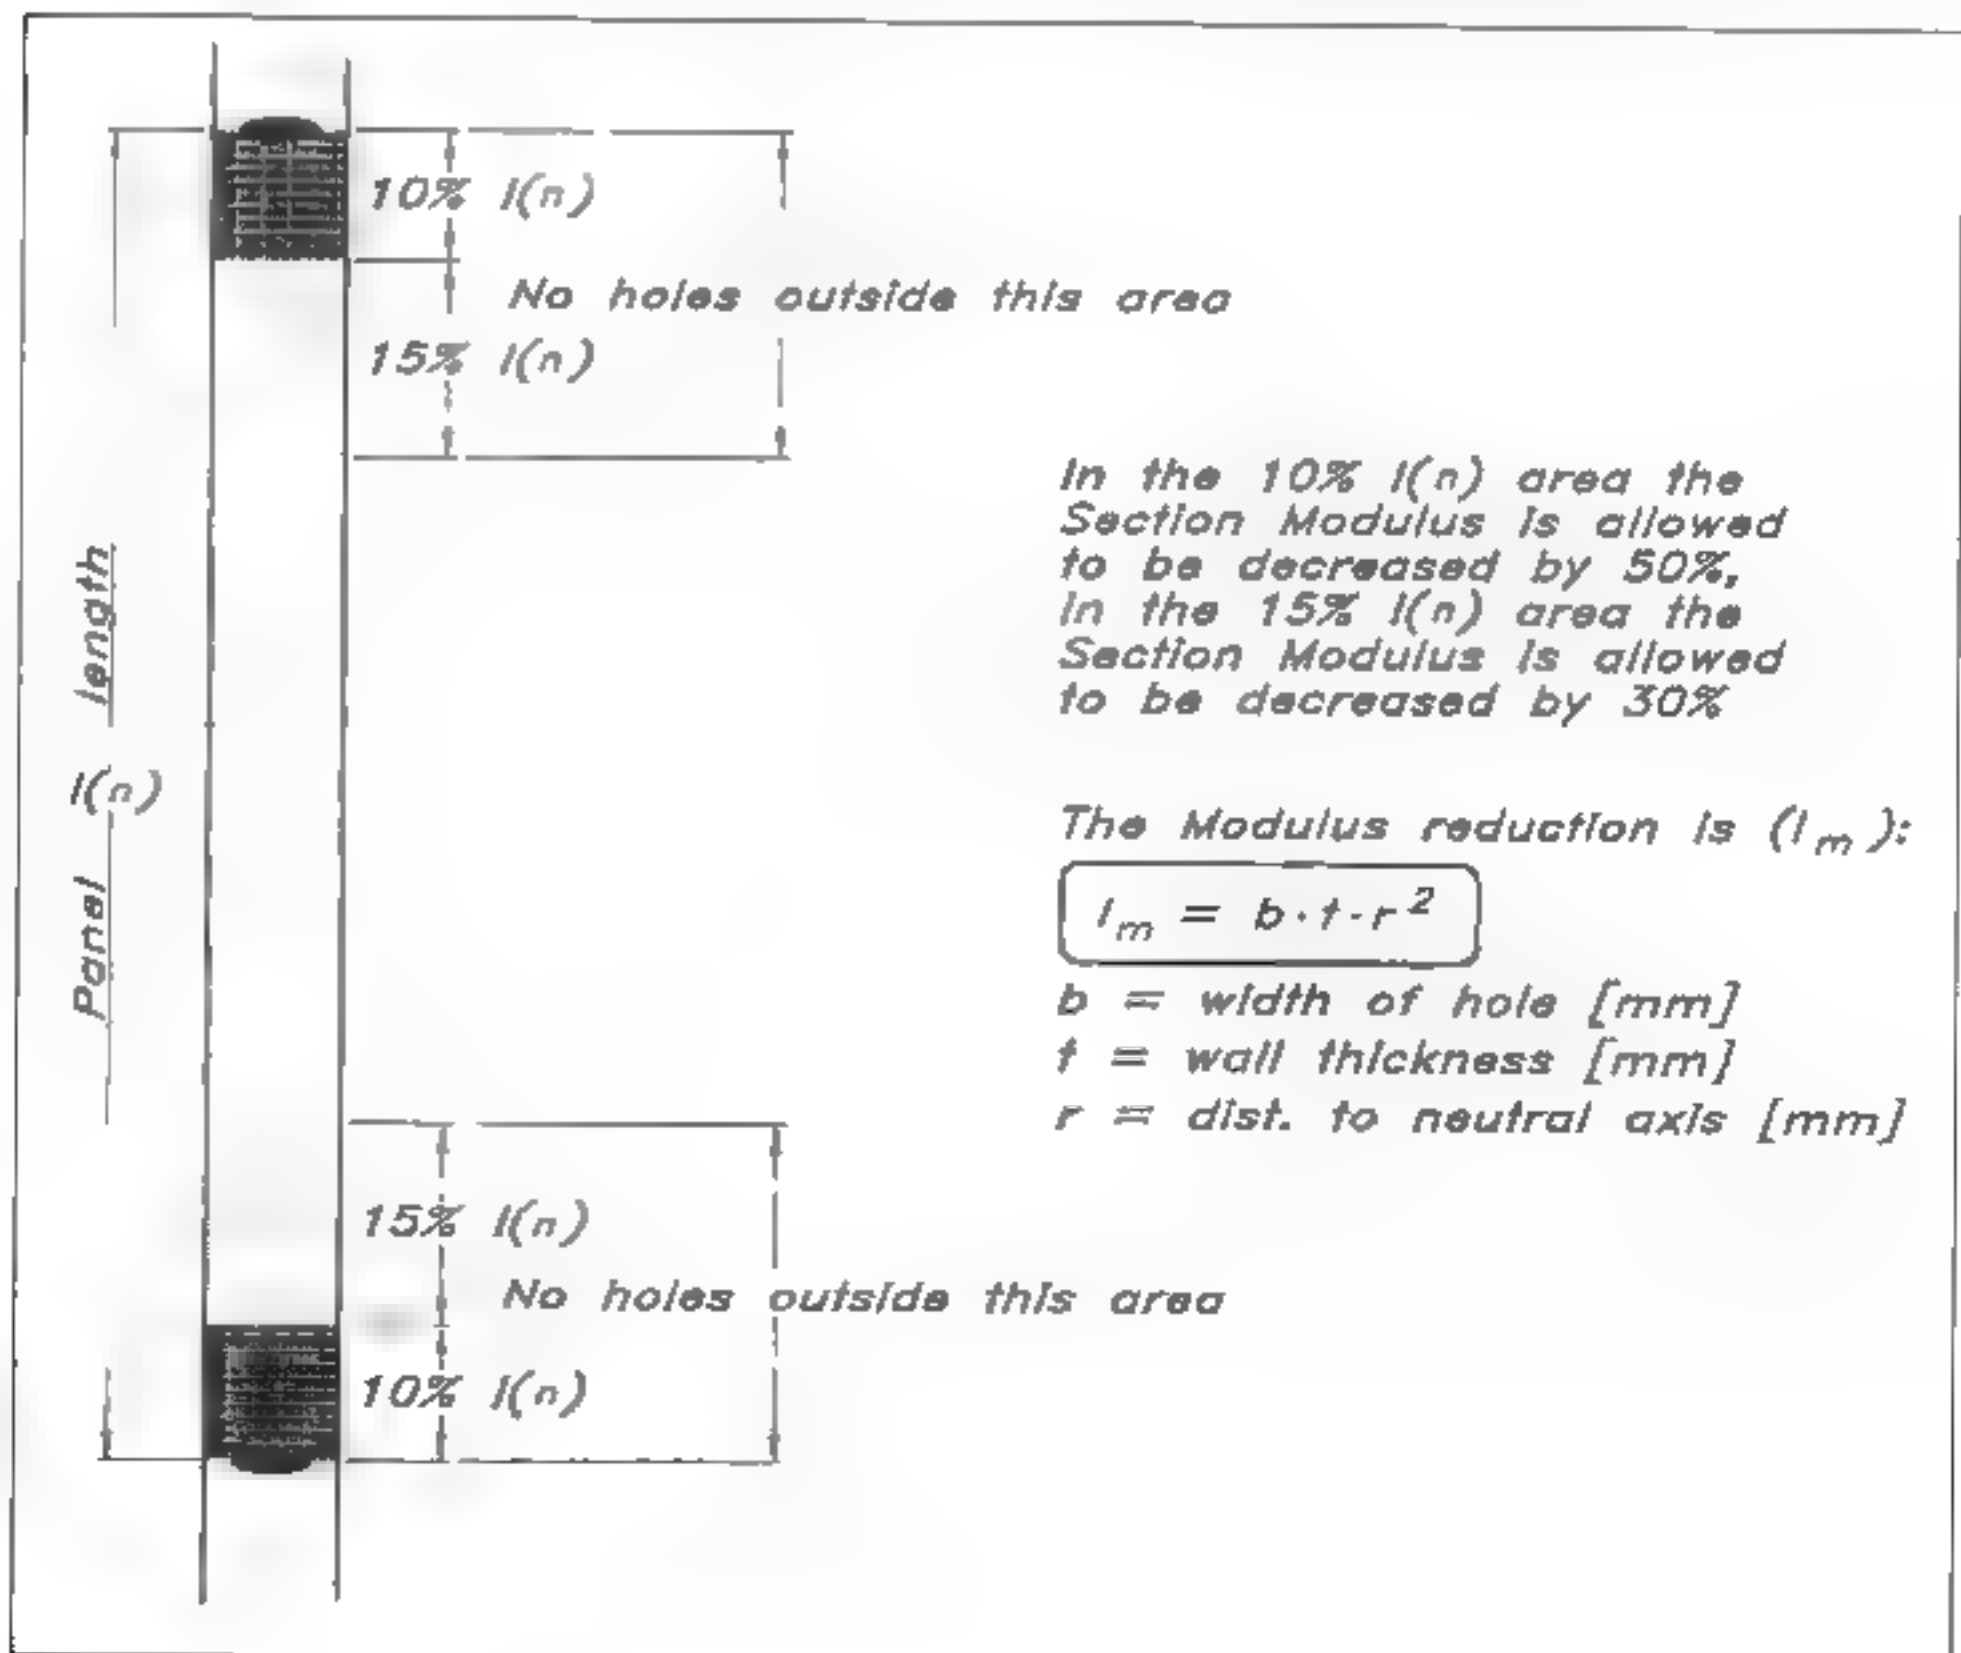 10% l(n)
No holes outside this area
15% l(n)
Panel length
l(n)
In the 10% l(n) area the
Section Modulus is allowed
to be decreased by 50%,
In the 15% l(n) area the
Section Modulus is allowed
to be decreased by 30%
The Modulus reduction is (I m ):
I m = b·t·r²
b = width of hole [mm]
t = wall thickness [mm]
r = dist. to neutral axis [mm]
15% l(n)
No holes outside this area
10% l(n)